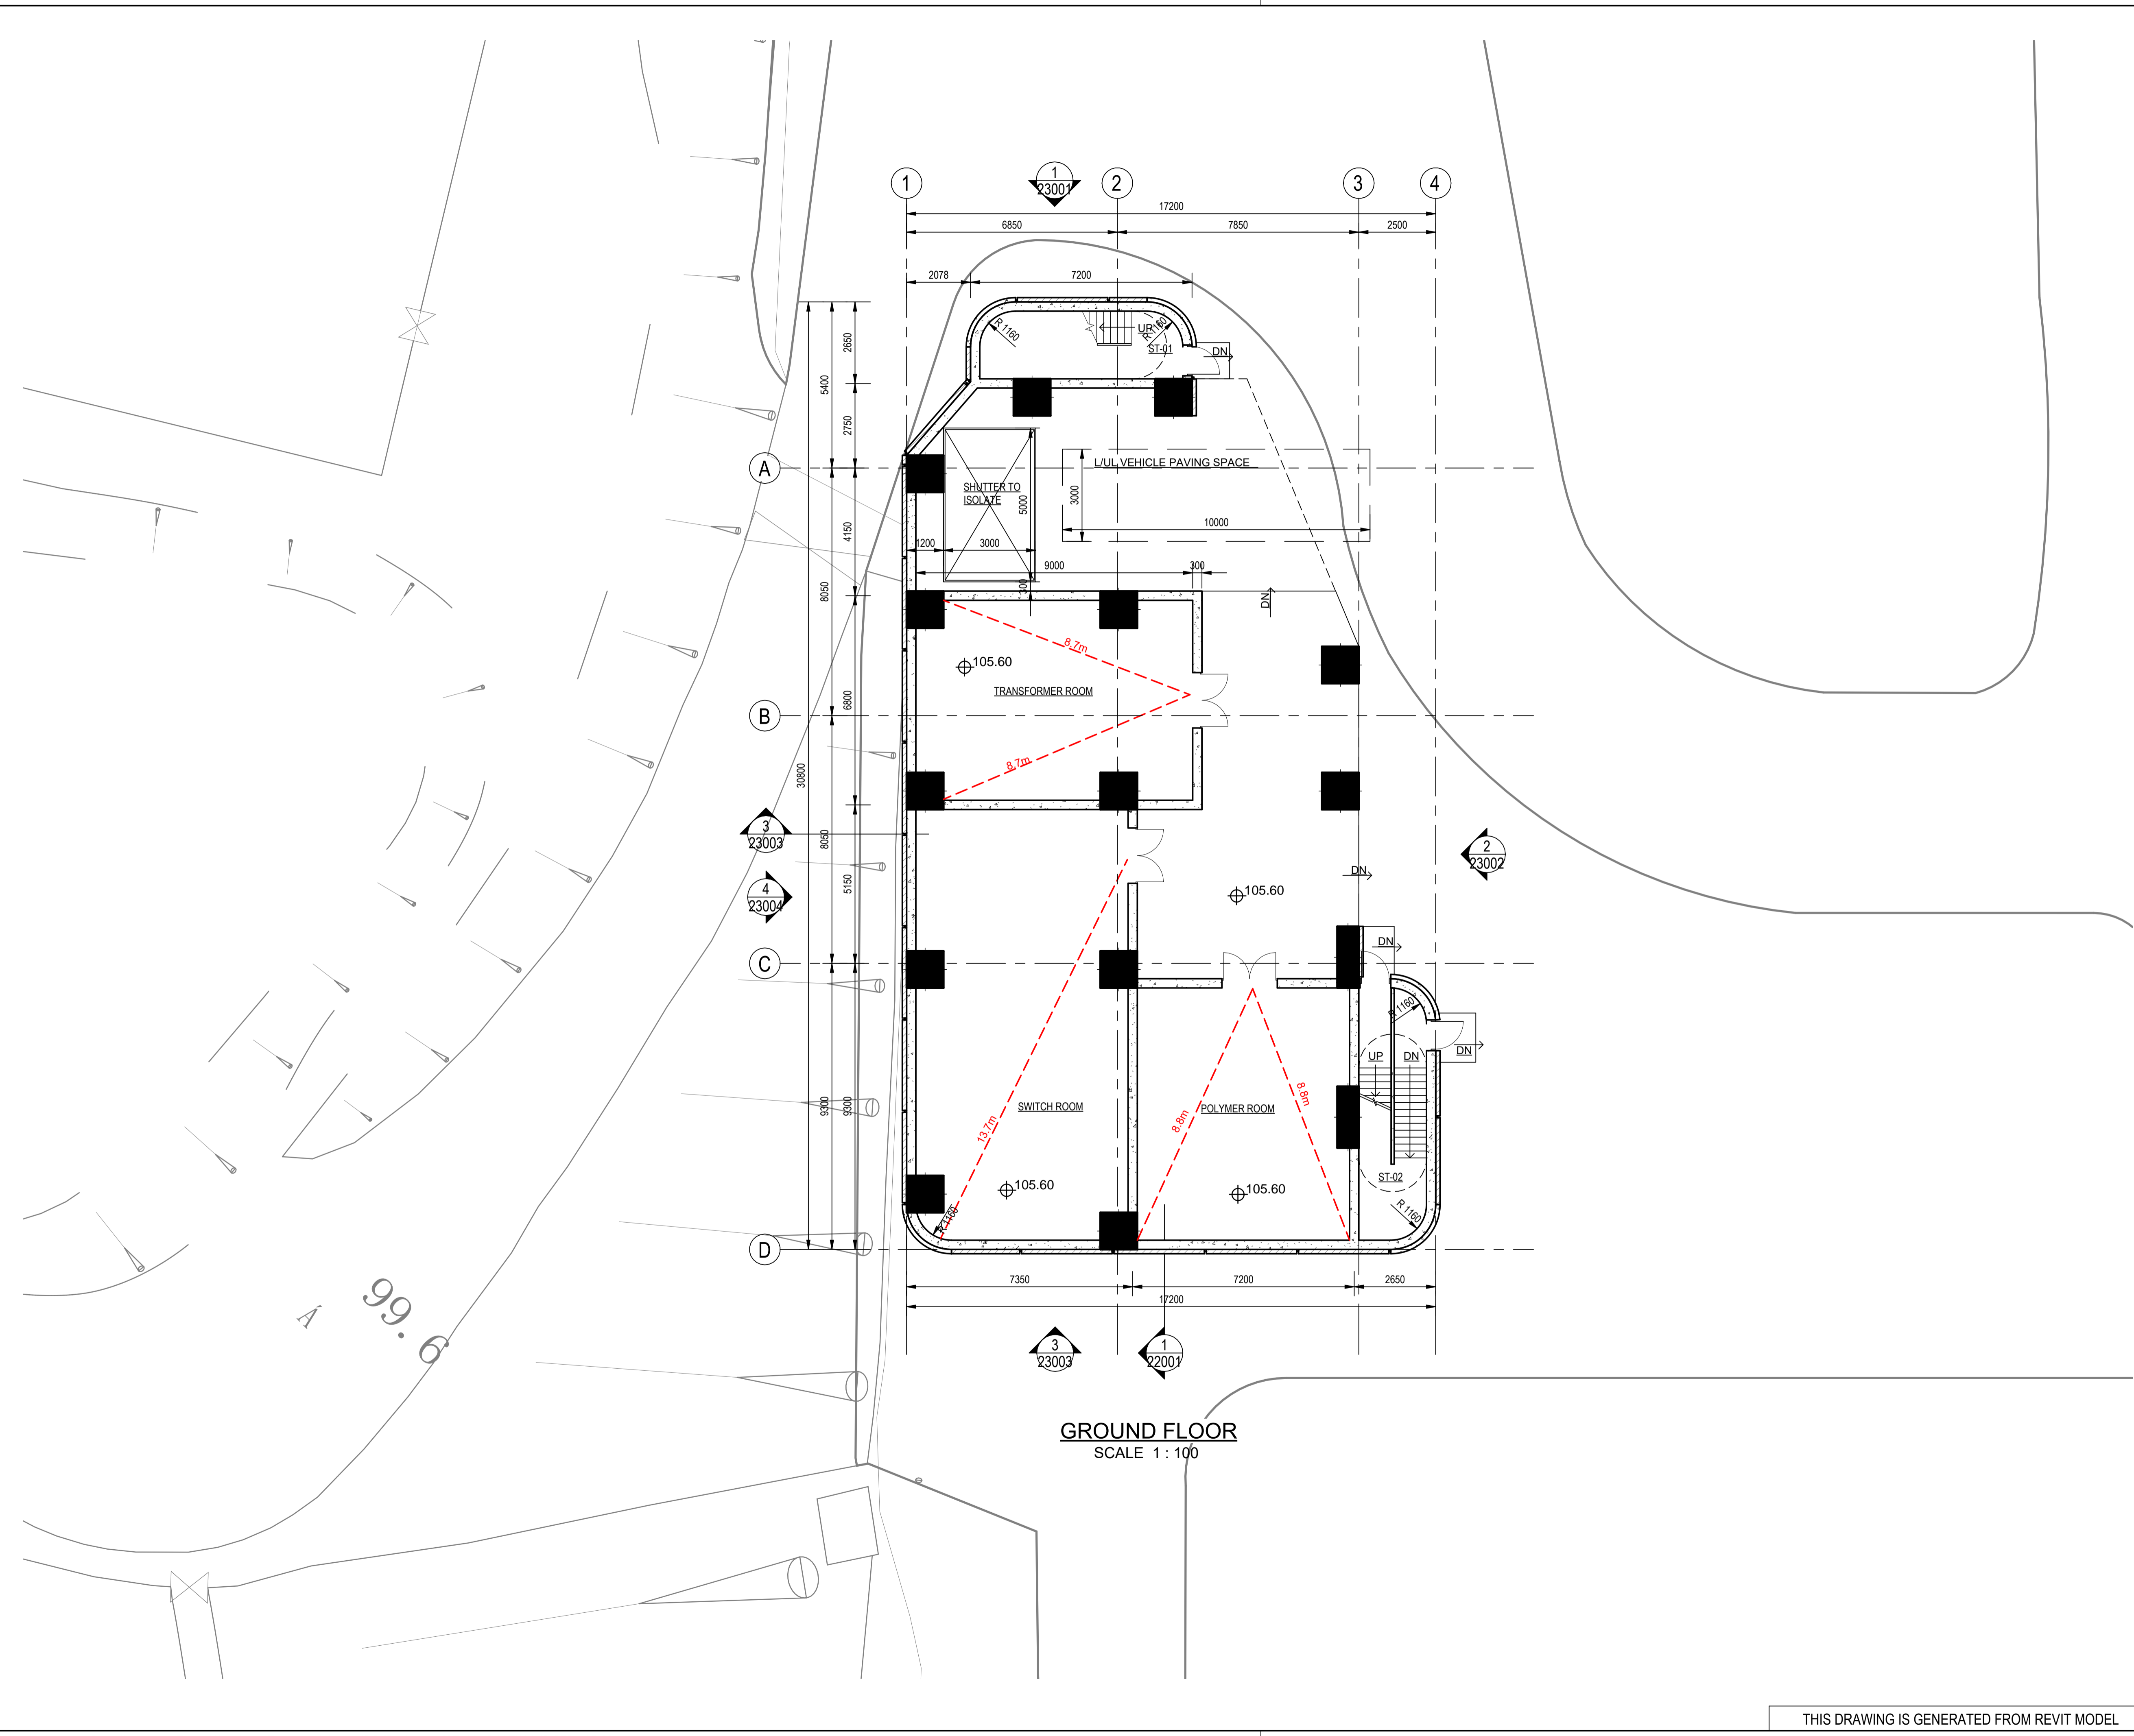 1
23001
1
2
3
4
17200
6850
7850
2500
2078
7200
R 1160
UP
R 1160
ST-01
DN
2650
5400
2750
A
L/UL VEHICLE PAVING SPACE
SHUTTER TO
ISOLATE
5000
3000
10000
4150
1200
3000
9000
300
300
8050
DN
8.7m
105.60
TRANSFORMER ROOM
6800
B
8.7m
30800
3
23003
8050
2
23002
DN
5150
4
23004
105.60
DN
C
R 1160
DN
UP
DN
9300
9300
SWITCH ROOM
13.7m
8.8m
POLYMER ROOM
8.8m
ST-02
105.60
105.60
R 1160
R 1160
D
7350
7200
2650
17200
3
23003
1
22001
99.6
A
GROUND FLOOR
SCALE 1 : 100
THIS DRAWING IS GENERATED FROM REVIT MODEL